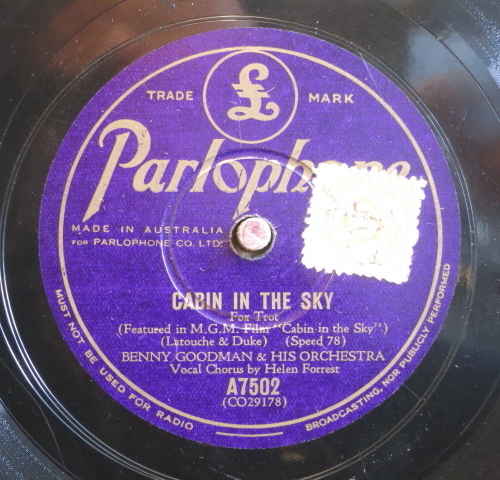 £
TRADE MARK
Parlophone
MADE IN AUSTRALIA
FOR PARLOPHONE CO. LTD.
CABIN IN THE SKY
Fox Trot
(Featured in M.G.M. Film "Cabin in the Sky")
(Latouche & Duke) (Speed 78)
BENNY GOODMAN & HIS ORCHESTRA
Vocal Chorus by Helen Forrest
A7502
(CO29178)
MUST NOT BE USED FOR RADIO BROADCASTING, NOR PUBLICLY PERFORMED